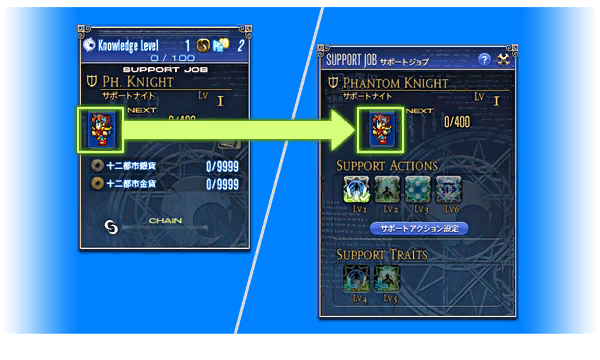 Knowledge Level 1 2
0 / 100
SUPPORT JOB
PH. KNIGHT
サポートナイト LV I
NEXT
0/400
十二都市銀貨 0/9999
十二都市金貨 0/9999
CHAIN
SUPPORT JOB サポートジョブ ?
PHANTOM KNIGHT
サポートナイト LV I
NEXT
0/400
SUPPORT ACTIONS
LV1 LV2 LV3 LV6
サポートアクション設定
SUPPORT TRAITS
LV4 LV5